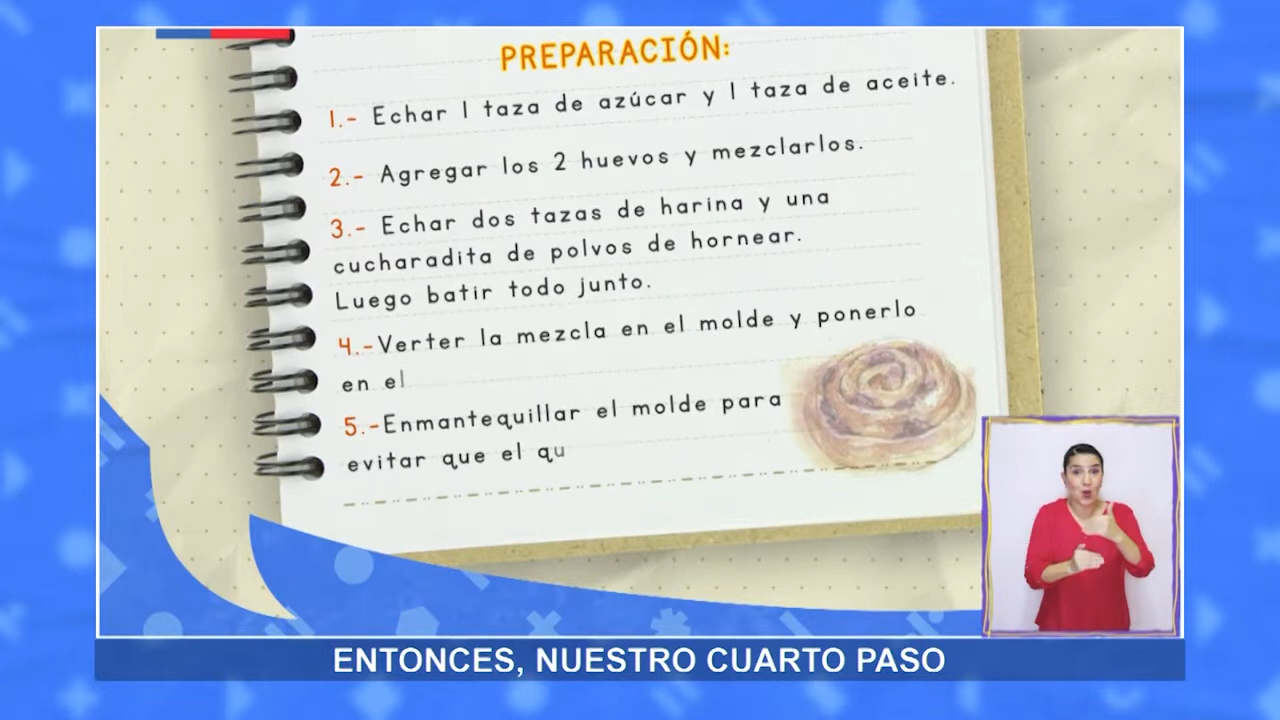 PREPARACIÓN:
1.- Echar 1 taza de azúcar y 1 taza de aceite.
2.- Agregar los 2 huevos y mezclarlos.
3.- Echar dos tazas de harina y una
cucharadita de polvos de hornear.
Luego batir todo junto.
4.-Verter la mezcla en el molde y ponerlo
en el
5.-Enmantequillar el molde para
evitar que el qu
ENTONCES, NUESTRO CUARTO PASO